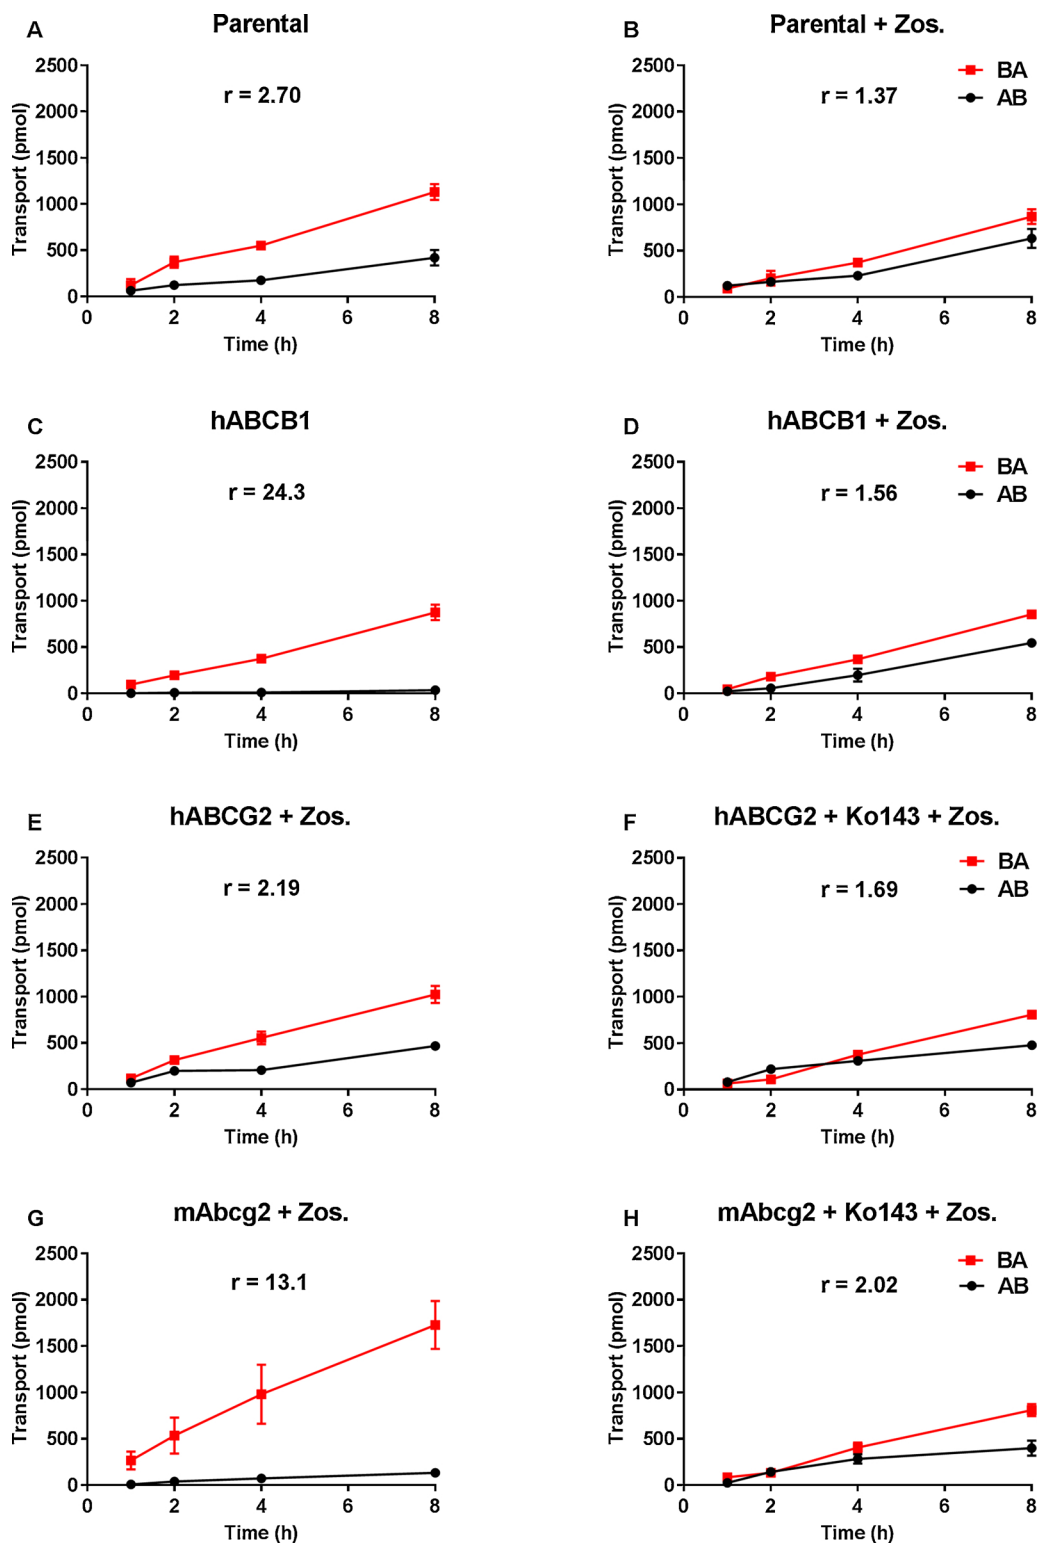 A
Parental
2500
2000
1500
1000
500
0
Transport (pmol)
r = 2.70
0 2 4 6 8
Time (h)
B
Parental + Zos.
2500
2000
1500
1000
500
0
Transport (pmol)
r = 1.37
BA
AB
0 2 4 6 8
Time (h)
C
hABCB1
2500
2000
1500
1000
500
0
Transport (pmol)
r = 24.3
0 2 4 6 8
Time (h)
D
hABCB1 + Zos.
2500
2000
1500
1000
500
0
Transport (pmol)
r = 1.56
BA
AB
0 2 4 6 8
Time (h)
E
hABCG2 + Zos.
2500
2000
1500
1000
500
0
Transport (pmol)
r = 2.19
0 2 4 6 8
Time (h)
F
hABCG2 + Ko143 + Zos.
2500
2000
1500
1000
500
0
Transport (pmol)
r = 1.69
BA
AB
0 2 4 6 8
Time (h)
G
mAbcg2 + Zos.
2500
2000
1500
1000
500
0
Transport (pmol)
r = 13.1
0 2 4 6 8
Time (h)
H
mAbcg2 + Ko143 + Zos.
2500
2000
1500
1000
500
0
Transport (pmol)
r = 2.02
BA
AB
0 2 4 6 8
Time (h)